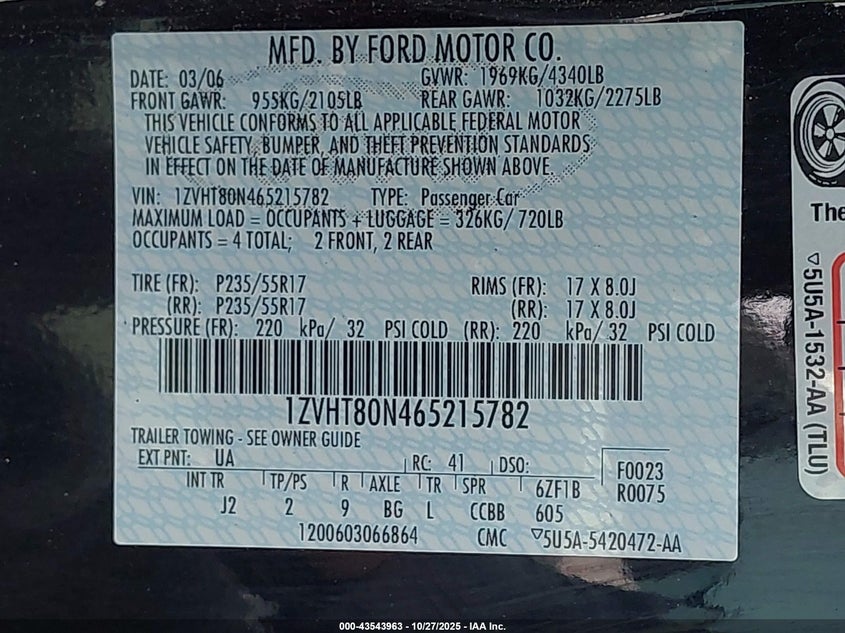 MFD. BY FORD MOTOR CO.
DATE: 03/06 GVWR: 1969KG/4340LB
FRONT GAWR: 955KG/2105LB REAR GAWR: 1032KG/2275LB
THIS VEHICLE CONFORMS TO ALL APPLICABLE FEDERAL MOTOR
VEHICLE SAFETY, BUMPER, AND THEFT PREVENTION STANDARDS
IN EFFECT ON THE DATE OF MANUFACTURE SHOWN ABOVE.
VIN: 1ZVHT80N465215782 TYPE: Passenger Car
MAXIMUM LOAD = OCCUPANTS + LUGGAGE = 326KG/ 720LB
OCCUPANTS = 4 TOTAL; 2 FRONT, 2 REAR
TIRE (FR): P235/55R17 RIMS (FR): 17 X 8.0J
(RR): P235/55R17 (RR): 17 X 8.0J
PRESSURE (FR): 220 kPa/ 32 PSI COLD (RR): 220 kPa/ 32 PSI COLD
1ZVHT80N465215782
TRAILER TOWING - SEE OWNER GUIDE
EXT PNT: UA RC: 41 DSO: F0023
INT TR TP/PS R AXLE TR SPR 6ZF1B R0075
J2 2 9 BG L CCBB 605
1200603066864 CMC ▽5U5A-5420472-AA
The
▽5U5A-1532-AA (TLU)
000-43543963 - 10/27/2025 - IAA Inc.